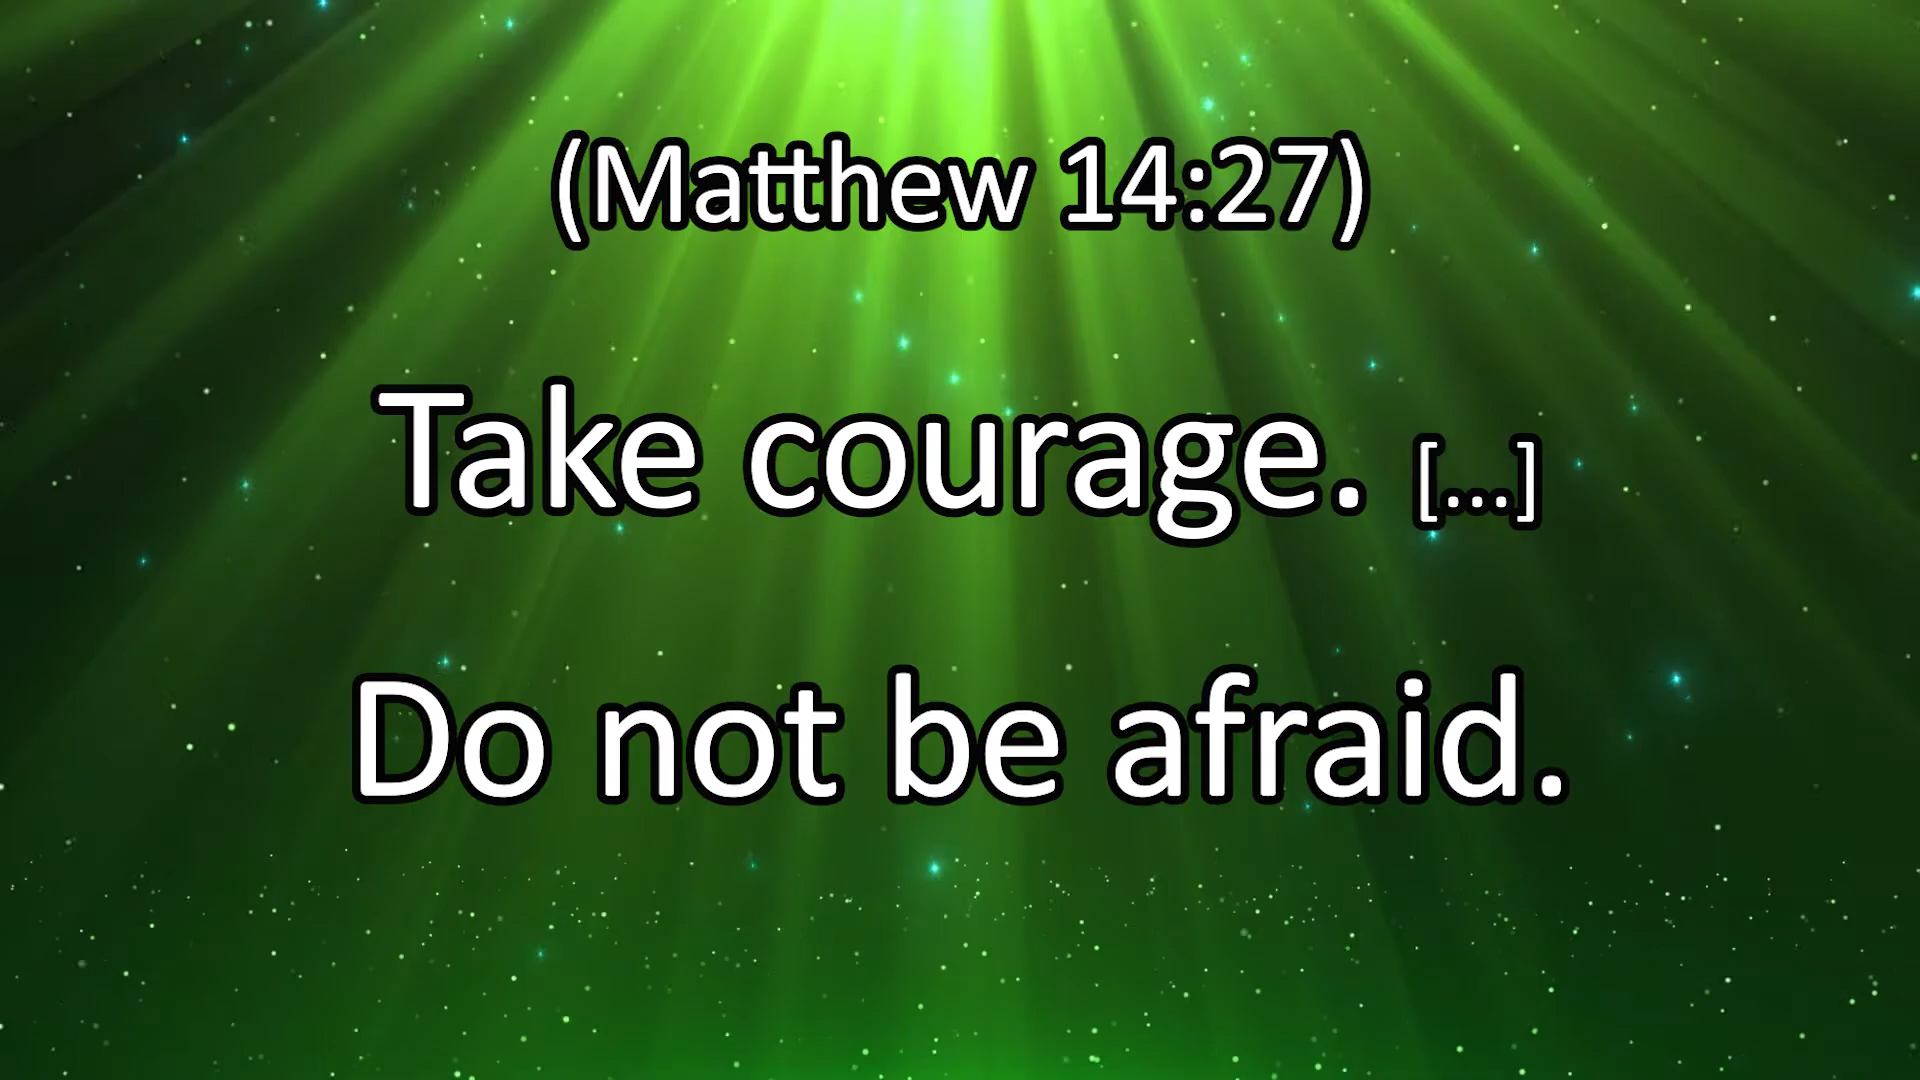 (Matthew 14:27)
Take courage. [...]
Do not be afraid.